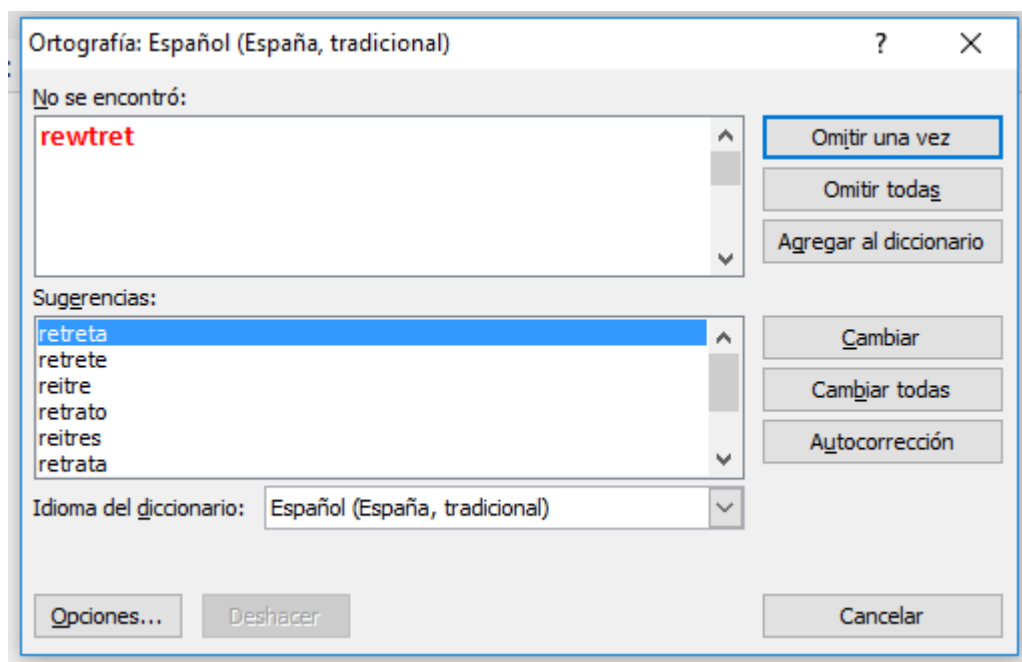 Ortografía: Español (España, tradicional)
?
No se encontró:
rewtret
Omitir una vez
Omitir todas
Agregar al diccionario
Sugerencias:
retreta
retrete
reitre
retrato
reitres
retrata
Cambiar
Cambiar todas
Autocorrección
Idioma del diccionario: Español (España, tradicional)
Opciones... Deshacer Cancelar